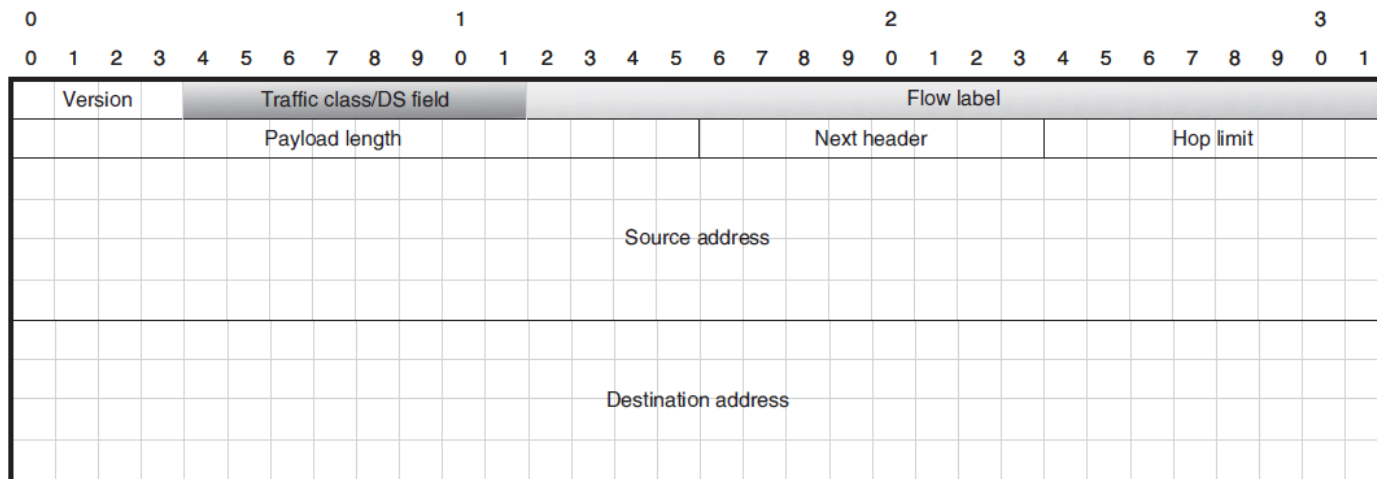 0 1 2 3
0 1 2 3 4 5 6 7 8 9 0 1 2 3 4 5 6 7 8 9 0 1 2 3 4 5 6 7 8 9 0 1
Version Traffic class/DS field Flow label
Payload length Next header Hop limit
Source address
Destination address